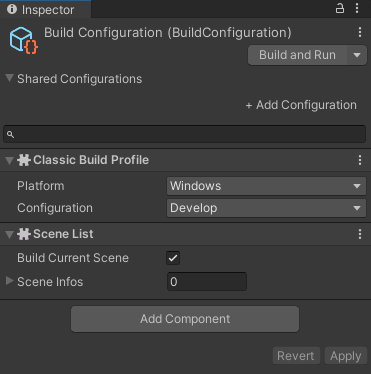 Inspector
Build Configuration (BuildConfiguration)
Build and Run
Shared Configurations
+ Add Configuration
Classic Build Profile
Platform Windows
Configuration Develop
Scene List
Build Current Scene
Scene Infos 0
Add Component
Revert Apply